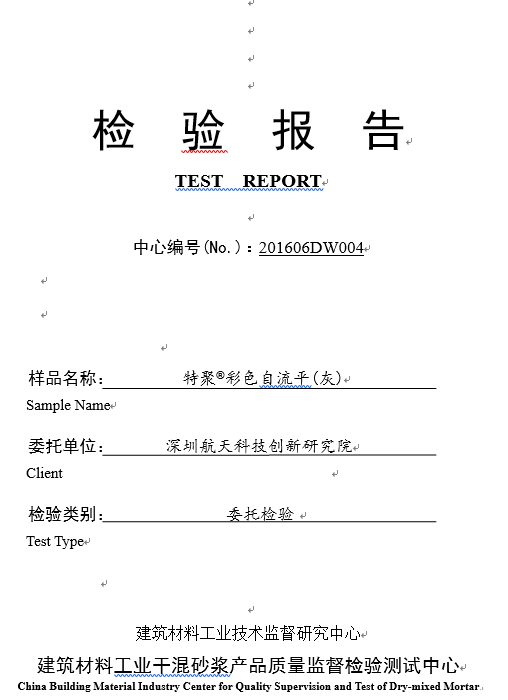 检 验 报 告
TEST REPORT
中心编号(No.)：201606DW004
样品名称：特聚®彩色自流平(灰)
Sample Name
委托单位：深圳航天科技创新研究院
Client
检验类别：委托检验
Test Type
建筑材料工业技术监督研究中心
建筑材料工业干混砂浆产品质量监督检验测试中心
China Building Material Industry Center for Quality Supervision and Test of Dry-mixed Mortar